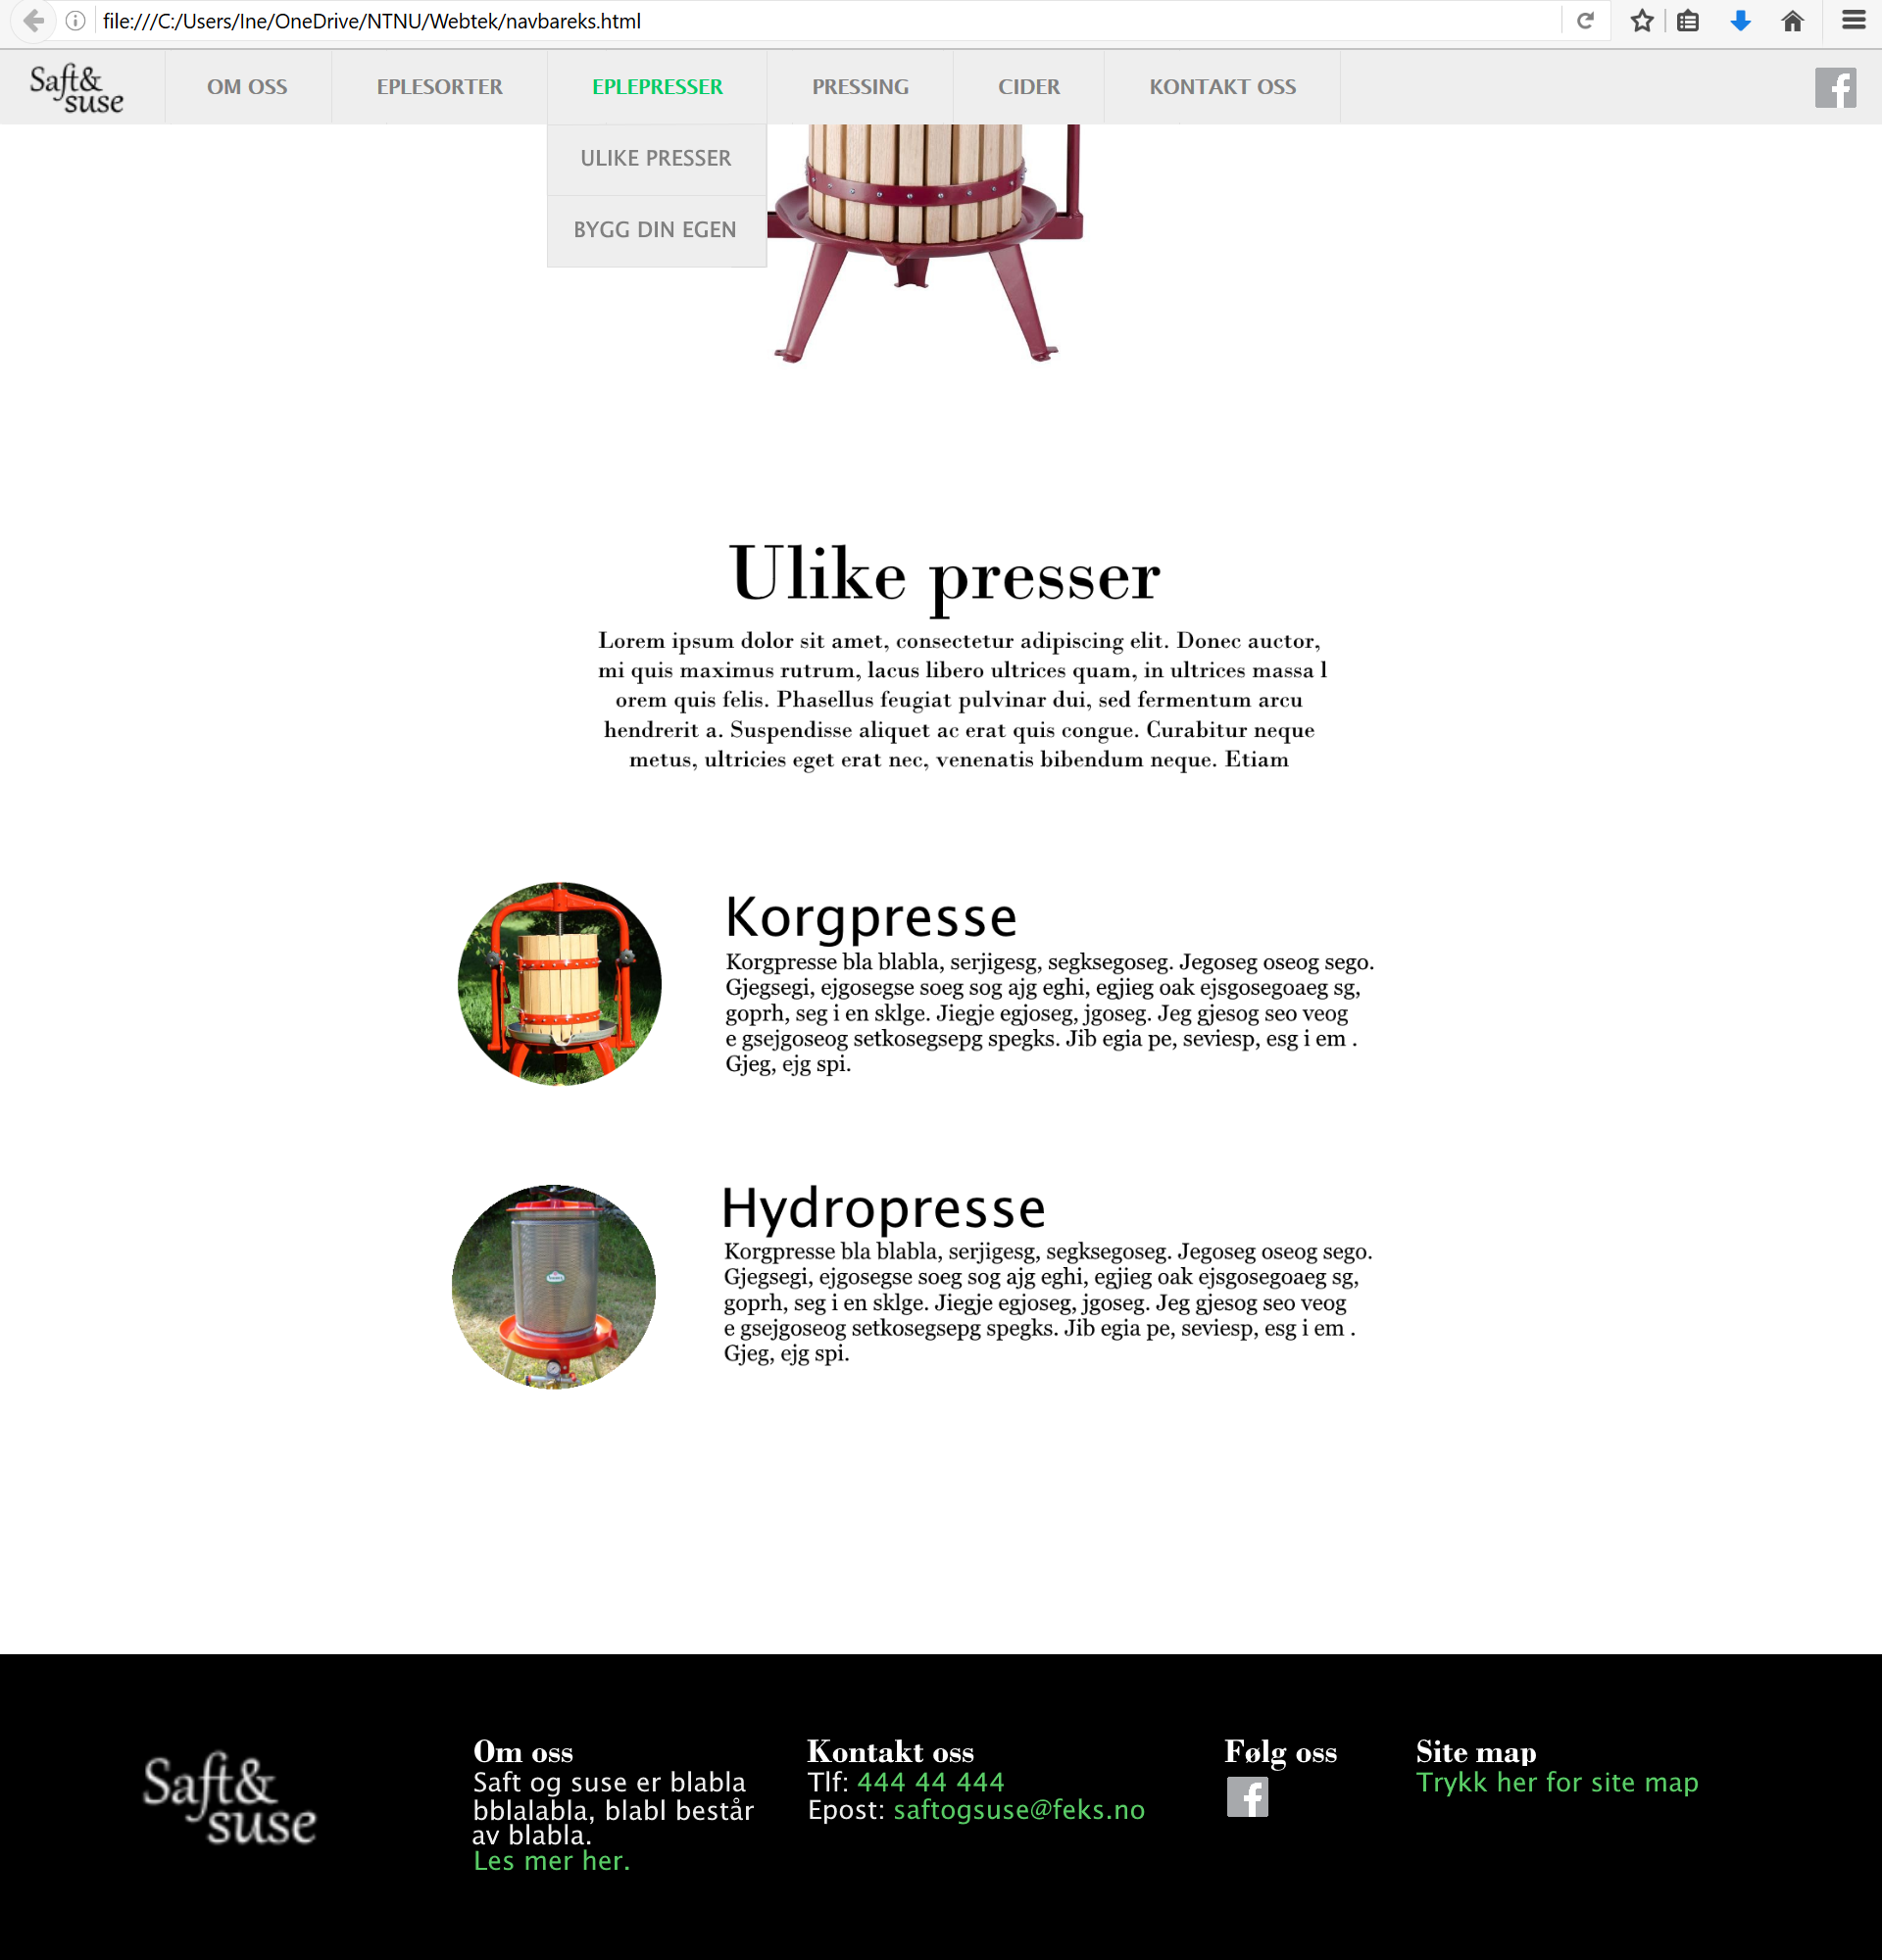 file:///C:/Users/Ine/OneDrive/NTNU/Webtek/navbareks.html
Saft&
suse
OM OSS
EPLESORTER
EPLEPRESSER
PRESSING
CIDER
KONTAKT OSS
ULIKE PRESSER
BYGG DIN EGEN
Ulike presser
Lorem ipsum dolor sit amet, consectetur adipiscing elit. Donec auctor,
mi quis maximus rutrum, lacus libero ultrices quam, in ultrices massa l
orem quis felis. Phasellus feugiat pulvinar dui, sed fermentum arcu
hendrerit a. Suspendisse aliquet ac erat quis congue. Curabitur neque
metus, ultricies eget erat nec, venenatis bibendum neque. Etiam
Korgpresse
Korgpresse bla blabla, serjigesg, segksegoseg. Jegoseg oseog sego.
Gjegsegi, ejgosegse soeg sog ajg eghi, egjieg oak ejsgosegoaeg sg,
goprh, seg i en sklge. Jiegje egjoseg, jgoseg. Jeg gjesog seo veog
e gsejgoseog setkosegsepg spegks. Jib egia pe, seviesp, esg i em .
Gjeg, ejg spi.
Hydropresse
Korgpresse bla blabla, serjigesg, segksegoseg. Jegoseg oseog sego.
Gjegsegi, ejgosegse soeg sog ajg eghi, egjieg oak ejsgosegoaeg sg,
goprh, seg i en sklge. Jiegje egjoseg, jgoseg. Jeg gjesog seo veog
e gsejgoseog setkosegsepg spegks. Jib egia pe, seviesp, esg i em .
Gjeg, ejg spi.
Saft&
suse
Om oss
Saft og suse er blabla
bblalabla, blabl består
av blabla.
Les mer her.
Kontakt oss
Tlf: 444 44 444
Epost: saftogsuse@feks.no
Følg oss
Site map
Trykk her for site map